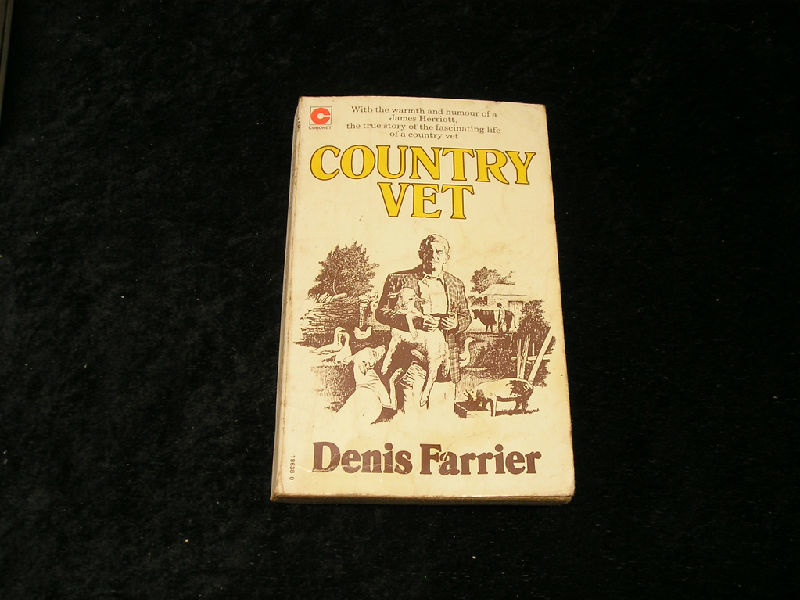 CORONET
With the warmth and humour of a
James Herriott,
the true story of the fascinating life
of a country vet
COUNTRY
VET
Denis Farrier